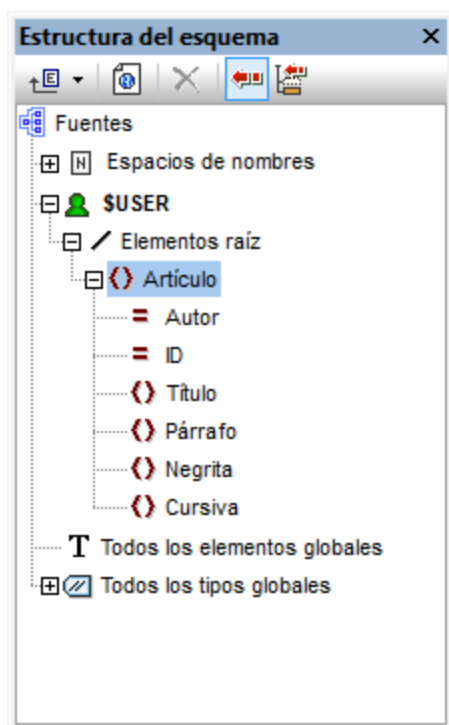 Estructura del esquema
Fuentes
Espacios de nombres
$USER
Elementos raíz
Artículo
Autor
ID
Título
Párrafo
Negrita
Cursiva
Todos los elementos globales
Todos los tipos globales